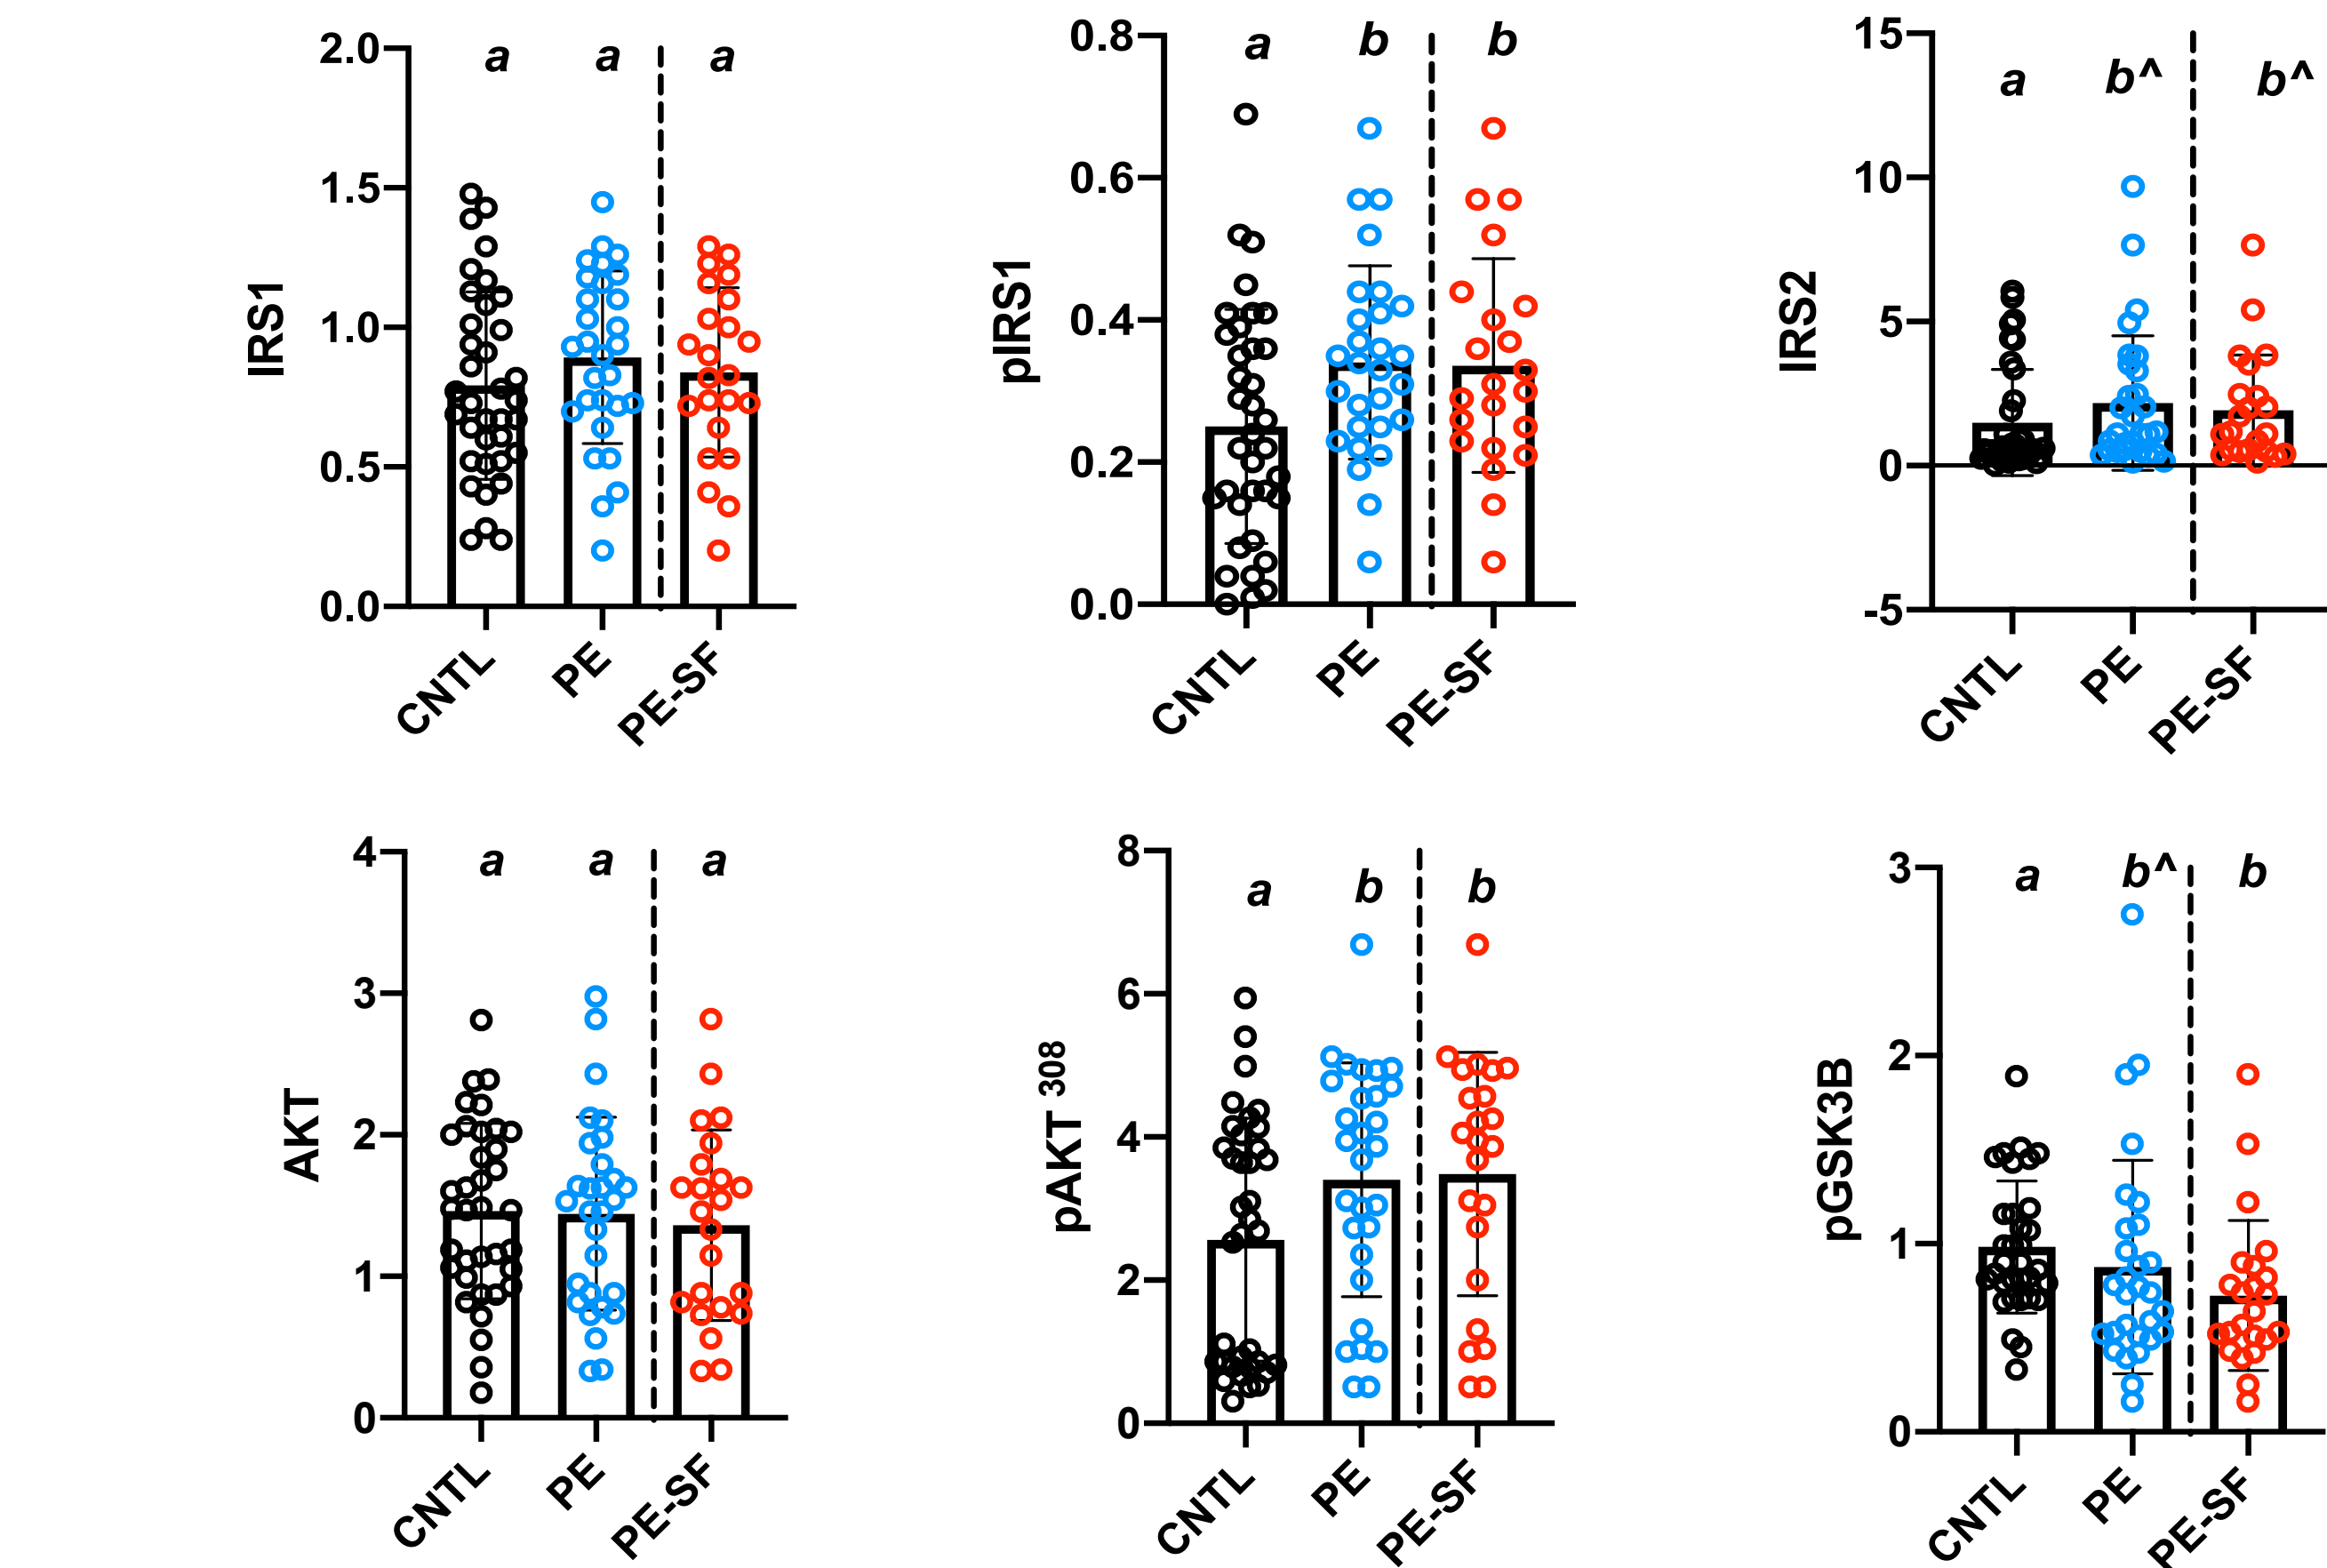 IRS1
2.0
1.5
1.0
0.5
0.0
a a a
CNTL PE PE-SF
pIRS1
0.8
0.6
0.4
0.2
0.0
a b b
CNTL PE PE-SF
IRS2
15
10
5
0
-5
a b^ b^
CNTL PE PE-SF
AKT
4
3
2
1
0
a a a
CNTL PE PE-SF
pAKT 308
8
6
4
2
0
a b b
CNTL PE PE-SF
pGSK3B
3
2
1
0
a b^ b
CNTL PE PE-SF